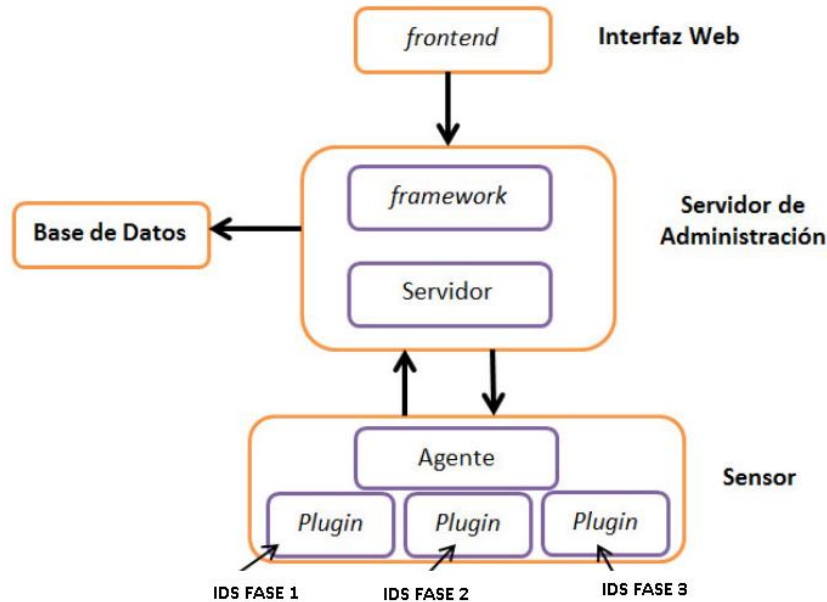 frontend
Interfaz Web
framework
Base de Datos
Servidor de
Administración
Servidor
Agente
Sensor
Plugin
Plugin
Plugin
IDS FASE 1
IDS FASE 2
IDS FASE 3